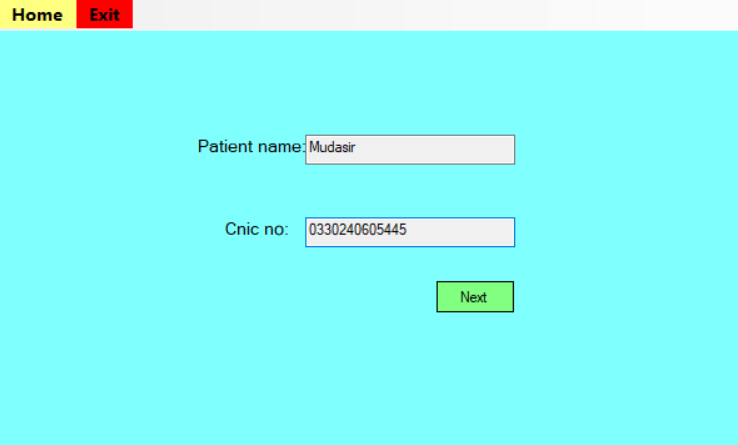 Home Exit
Patient name: Mudasir
Cnic no: 0330240605445
Next